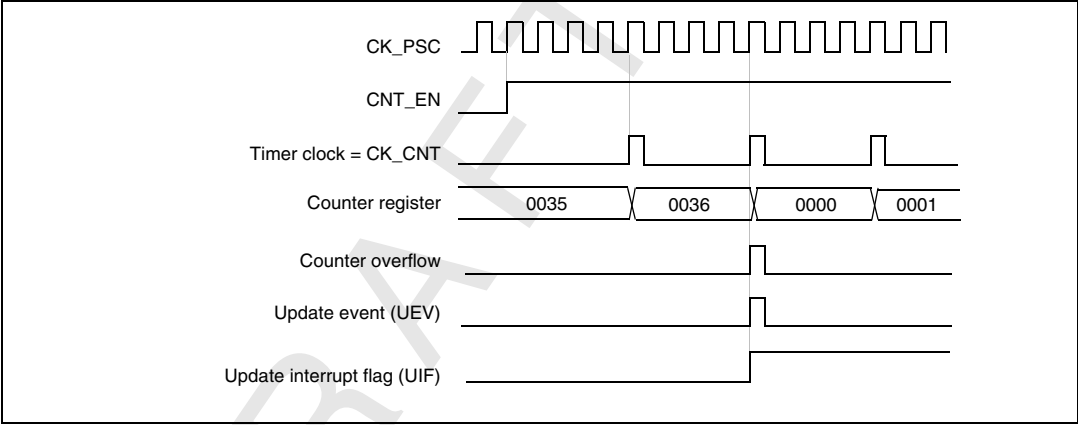 CK_PSC
CNT_EN
Timer clock = CK_CNT
Counter register 0035 0036 0000 0001
Counter overflow
Update event (UEV)
Update interrupt flag (UIF)